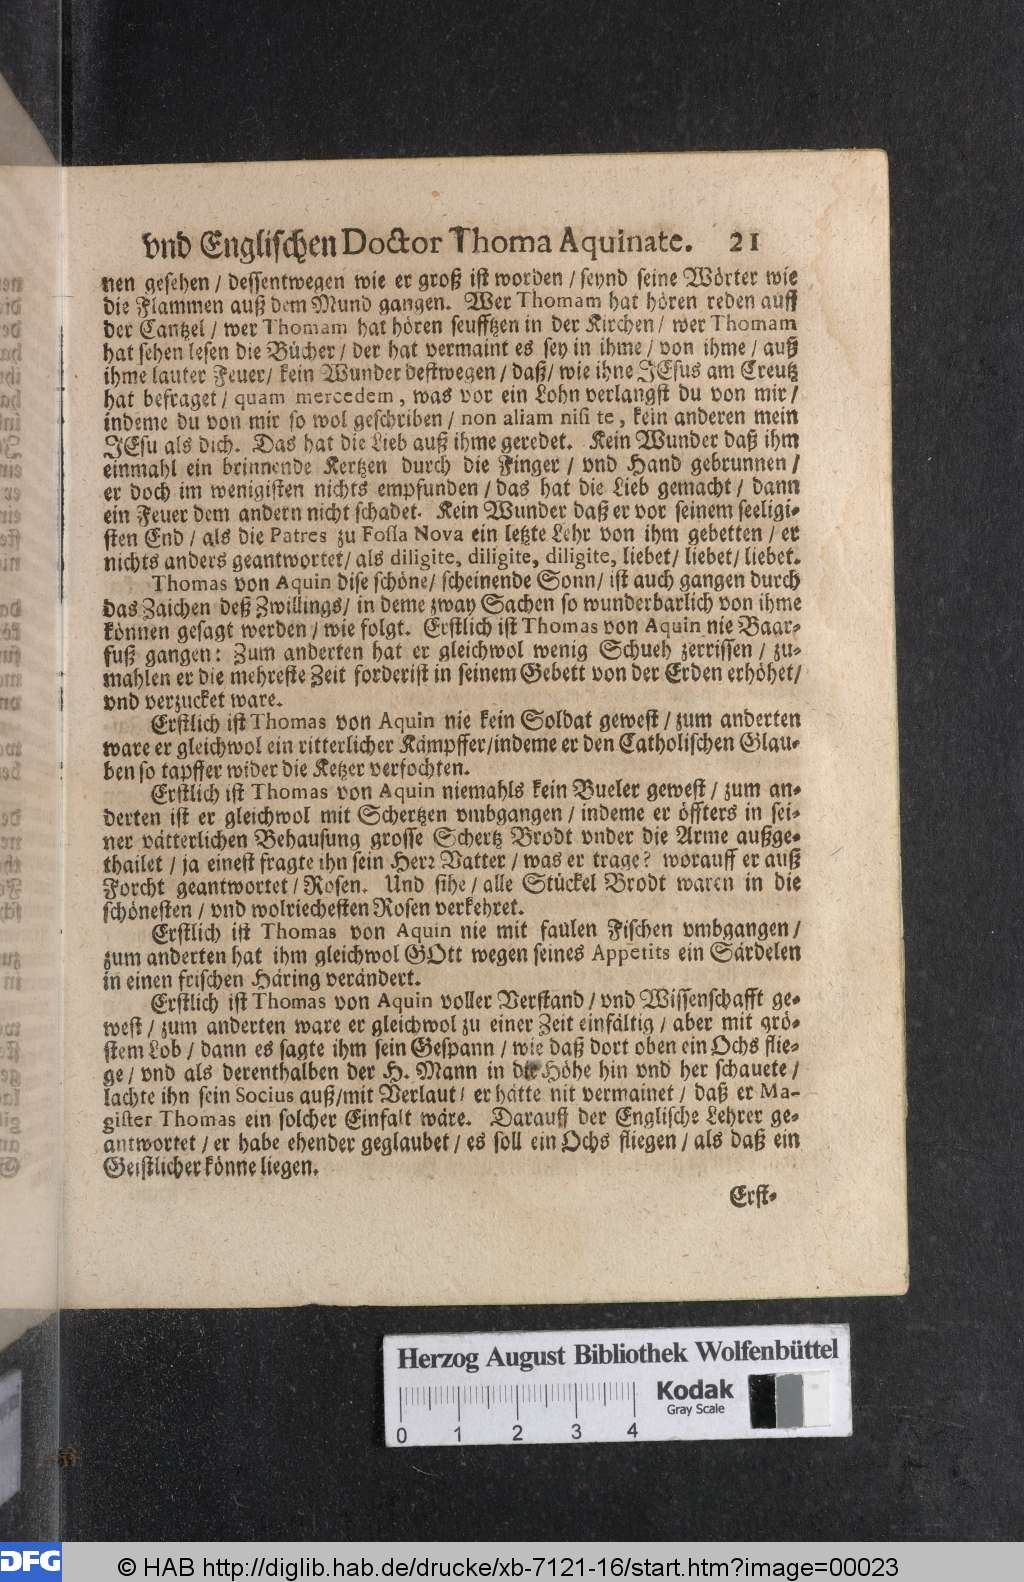 vnd Englischen Doctor Thoma Aquinate. 21
nen gesehen / dessentwegen wie er groß ist worden / seynd seine Wörter wie
die Flammen auß dem Mund gangen. Wer Thomam hat hören reden auff
der Cantzel / wer Thomam hat hören seufftzen in der Kirchen / wer Thomam
hat sehen lesen die Bücher / der hat vermaint es sey in ihme / von ihme / auß
ihme lauter Feuer / kein Wunder destwegen / daß / wie ihne JEsus am Creutz
hat befraget / quam mercedem, was vor ein Lohn verlangst du von mir /
indeme du von mir so wol geschriben / non aliam nisi te, kein anderen mein
JEsu als dich. Das hat die Lieb auß ihme geredet. Kein Wunder daß ihm
einmahl ein brinnende Kertzen durch die Finger / vnd Hand gebrunnen /
er doch im wenigisten nichts empfunden / das hat die Lieb gemacht / dann
ein Feuer dem andern nicht schadet. Kein Wunder daß er vor seinem seeligi-
sten End / als die Patres zu Fossa Nova ein letzte Lehr von ihm gebetten / er
nichts anders geantwortet / als diligite, diligite, diligite, liebet / liebet / liebet.
Thomas von Aquin dise schöne / scheinende Sonn / ist auch gangen durch
das Zaichen deß Zwillings / in deme zway Sachen so wunderbarlich von ihme
können gesagt werden / wie folgt. Erstlich ist Thomas von Aquin nie Baar-
fuß gangen: Zum anderten hat er gleichwol wenig Schueh zerrissen / zu-
mahlen er die mehreste Zeit forderist in seinem Gebett von der Erden erhöhet /
vnd verzucket ware.
Erstlich ist Thomas von Aquin nie kein Soldat gewest / zum anderten
ware er gleichwol ein ritterlicher Kämpffer / indeme er den Catholischen Glau-
ben so tapffer wider die Ketzer verfochten.
Erstlich ist Thomas von Aquin niemahls kein Bueler gewest / zum an-
derten ist er gleichwol mit Schertzen vmbgangen / indeme er öffters in sei-
ner vätterlichen Behausung grosse Schertz Brodt vnder die Arme außge-
thailet / ja einest fragte ihn sein Herr Vatter / was er trage? worauff er auß
Forcht geantwortet / Rosen. Und sihe / alle Stückel Brodt waren in die
schönesten / vnd wolriechesten Rosen verkehret.
Erstlich ist Thomas von Aquin nie mit faulen Fischen vmbgangen /
zum anderten hat ihm gleichwol GOtt wegen seines Appetits ein Särdelen
in einen frischen Häring verändert.
Erstlich ist Thomas von Aquin voller Verstand / vnd Wissenschafft ge-
west / zum anderten ware er gleichwol zu einer Zeit einfältig / aber mit grö-
stem Lob / dann es sagte ihm sein Gespann / wie daß dort oben ein Ochs flie-
ge / vnd als derenthalben der H. Mann in die Höhe hin vnd her schauete /
lachte ihn sein Socius auß / mit Verlaut / er hätte nit vermainet / daß er Ma-
gister Thomas ein solcher Einfalt wäre. Darauff der Englische Lehrer ge-
antwortet / er habe ehender geglaubet / es soll ein Ochs fliegen / als daß ein
Geistlicher könne liegen.
Erst-
Herzog August Bibliothek Wolfenbüttel
Kodak
Gray Scale
0 1 2 3 4
DFG
© HAB http://diglib.hab.de/drucke/xb-7121-16/start.htm?image=00023